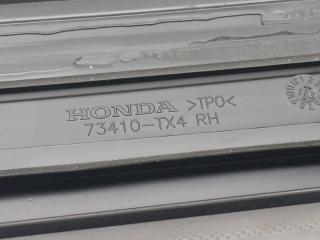 HONDA >TPO<
73410-TX4 RH